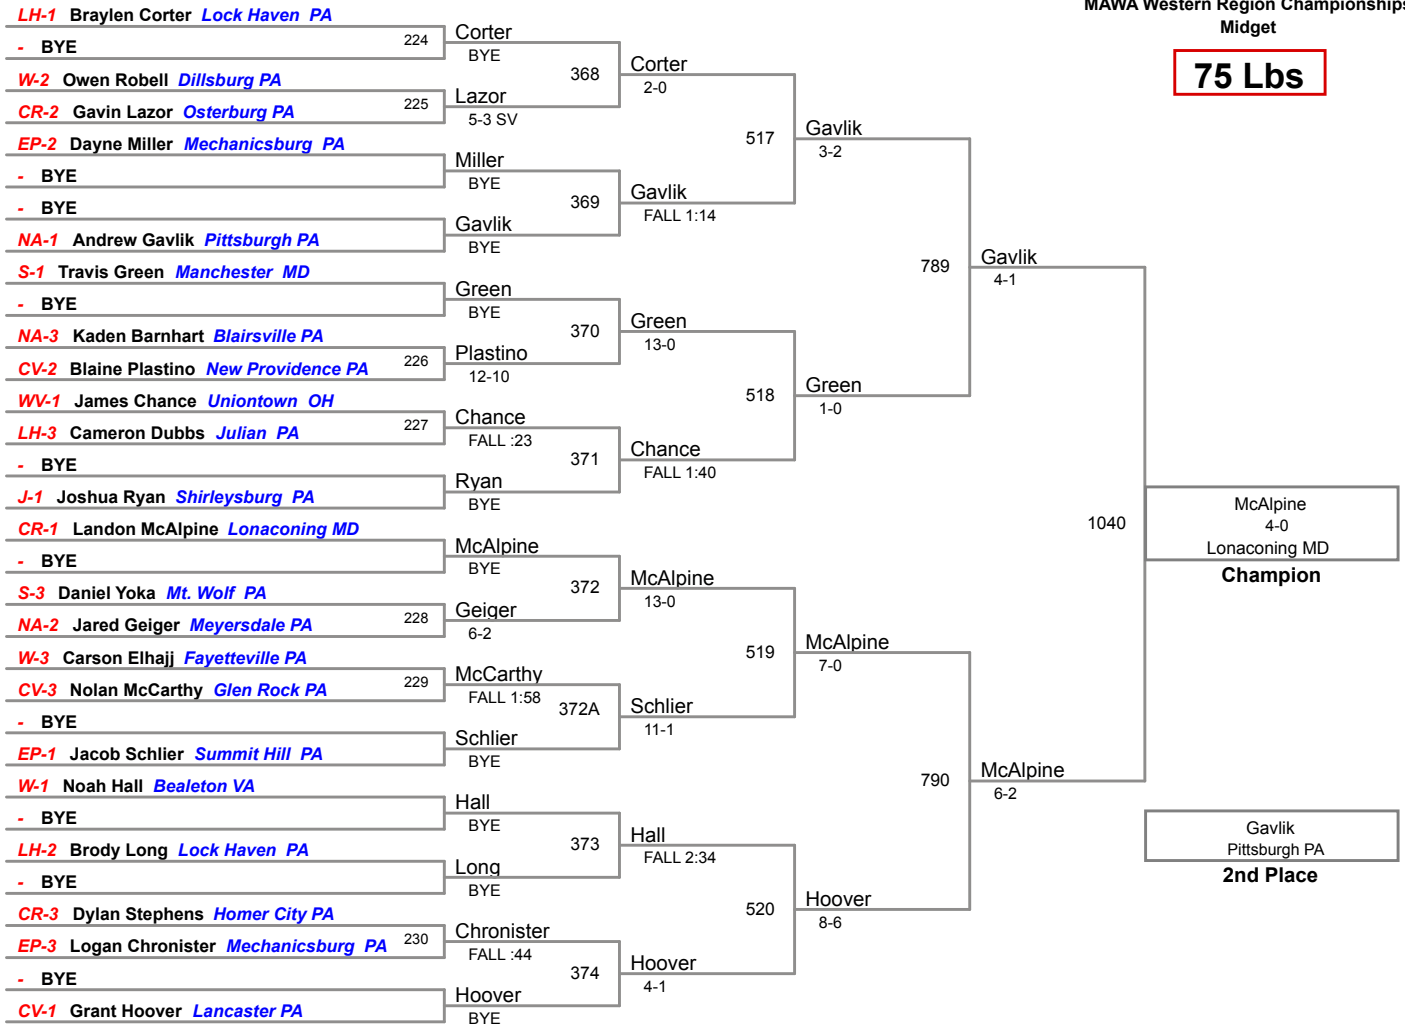 MAWA Western Region Championships
Midget
75 Lbs
LH-1 Braylen Corter Lock Haven PA
- BYE
W-2 Owen Robell Dillsburg PA
CR-2 Gavin Lazor Osterburg PA
EP-2 Dayne Miller Mechanicsburg PA
- BYE
- BYE
NA-1 Andrew Gavlik Pittsburgh PA
S-1 Travis Green Manchester MD
- BYE
NA-3 Kaden Barnhart Blairsville PA
CV-2 Blaine Plastino New Providence PA
WV-1 James Chance Uniontown OH
LH-3 Cameron Dubbs Julian PA
- BYE
J-1 Joshua Ryan Shirleysburg PA
CR-1 Landon McAlpine Lonaconing MD
- BYE
S-3 Daniel Yoka Mt. Wolf PA
NA-2 Jared Geiger Meyersdale PA
W-3 Carson Elhajj Fayetteville PA
CV-3 Nolan McCarthy Glen Rock PA
- BYE
EP-1 Jacob Schlier Summit Hill PA
W-1 Noah Hall Bealeton VA
- BYE
LH-2 Brody Long Lock Haven PA
- BYE
CR-3 Dylan Stephens Homer City PA
EP-3 Logan Chronister Mechanicsburg PA
- BYE
CV-1 Grant Hoover Lancaster PA
224
225
226
227
228
229
230
Corter
BYE
Lazor
5-3 SV
Miller
BYE
Gavlik
BYE
Green
BYE
Plastino
12-10
Chance
FALL :23
Ryan
BYE
McAlpine
BYE
Geiger
6-2
McCarthy
FALL 1:58
Schlier
BYE
Hall
BYE
Long
BYE
Chronister
FALL :44
Hoover
BYE
368
369
370
371
372
372A
373
374
Corter
2-0
Gavlik
FALL 1:14
Green
13-0
Chance
FALL 1:40
McAlpine
13-0
Schlier
11-1
Hall
FALL 2:34
Hoover
4-1
517
518
519
520
Gavlik
3-2
Green
1-0
McAlpine
7-0
Hoover
8-6
789
790
Gavlik
4-1
McAlpine
6-2
1040
McAlpine
4-0
Lonaconing MD
Champion
Gavlik
Pittsburgh PA
2nd Place